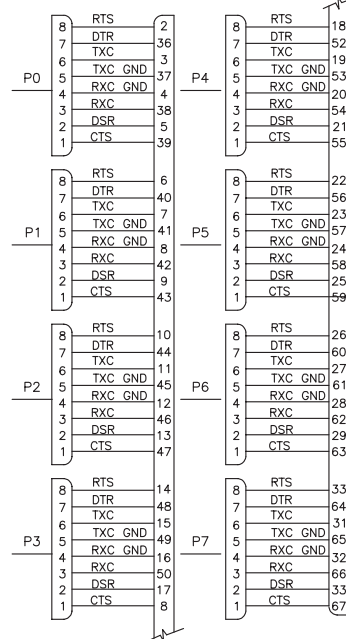 P0
8 RTS 2
7 DTR 36
6 TXC 3
5 TXC GND 37
4 RXC GND 4
3 RXC 38
2 DSR 5
1 CTS 39
P1
8 RTS 6
7 DTR 40
6 TXC 7
5 TXC GND 41
4 RXC GND 8
3 RXC 42
2 DSR 9
1 CTS 43
P2
8 RTS 10
7 DTR 44
6 TXC 11
5 TXC GND 45
4 RXC GND 12
3 RXC 46
2 DSR 13
1 CTS 47
P3
8 RTS 14
7 DTR 48
6 TXC 15
5 TXC GND 49
4 RXC GND 16
3 RXC 50
2 DSR 17
1 CTS 8
P4
8 RTS 18
7 DTR 52
6 TXC 19
5 TXC GND 53
4 RXC GND 20
3 RXC 54
2 DSR 21
1 CTS 55
P5
8 RTS 22
7 DTR 56
6 TXC 23
5 TXC GND 57
4 RXC GND 24
3 RXC 58
2 DSR 25
1 CTS 59
P6
8 RTS 26
7 DTR 60
6 TXC 27
5 TXC GND 61
4 RXC GND 28
3 RXC 62
2 DSR 29
1 CTS 63
P7
8 RTS 33
7 DTR 64
6 TXC 31
5 TXC GND 65
4 RXC GND 32
3 RXC 66
2 DSR 33
1 CTS 67